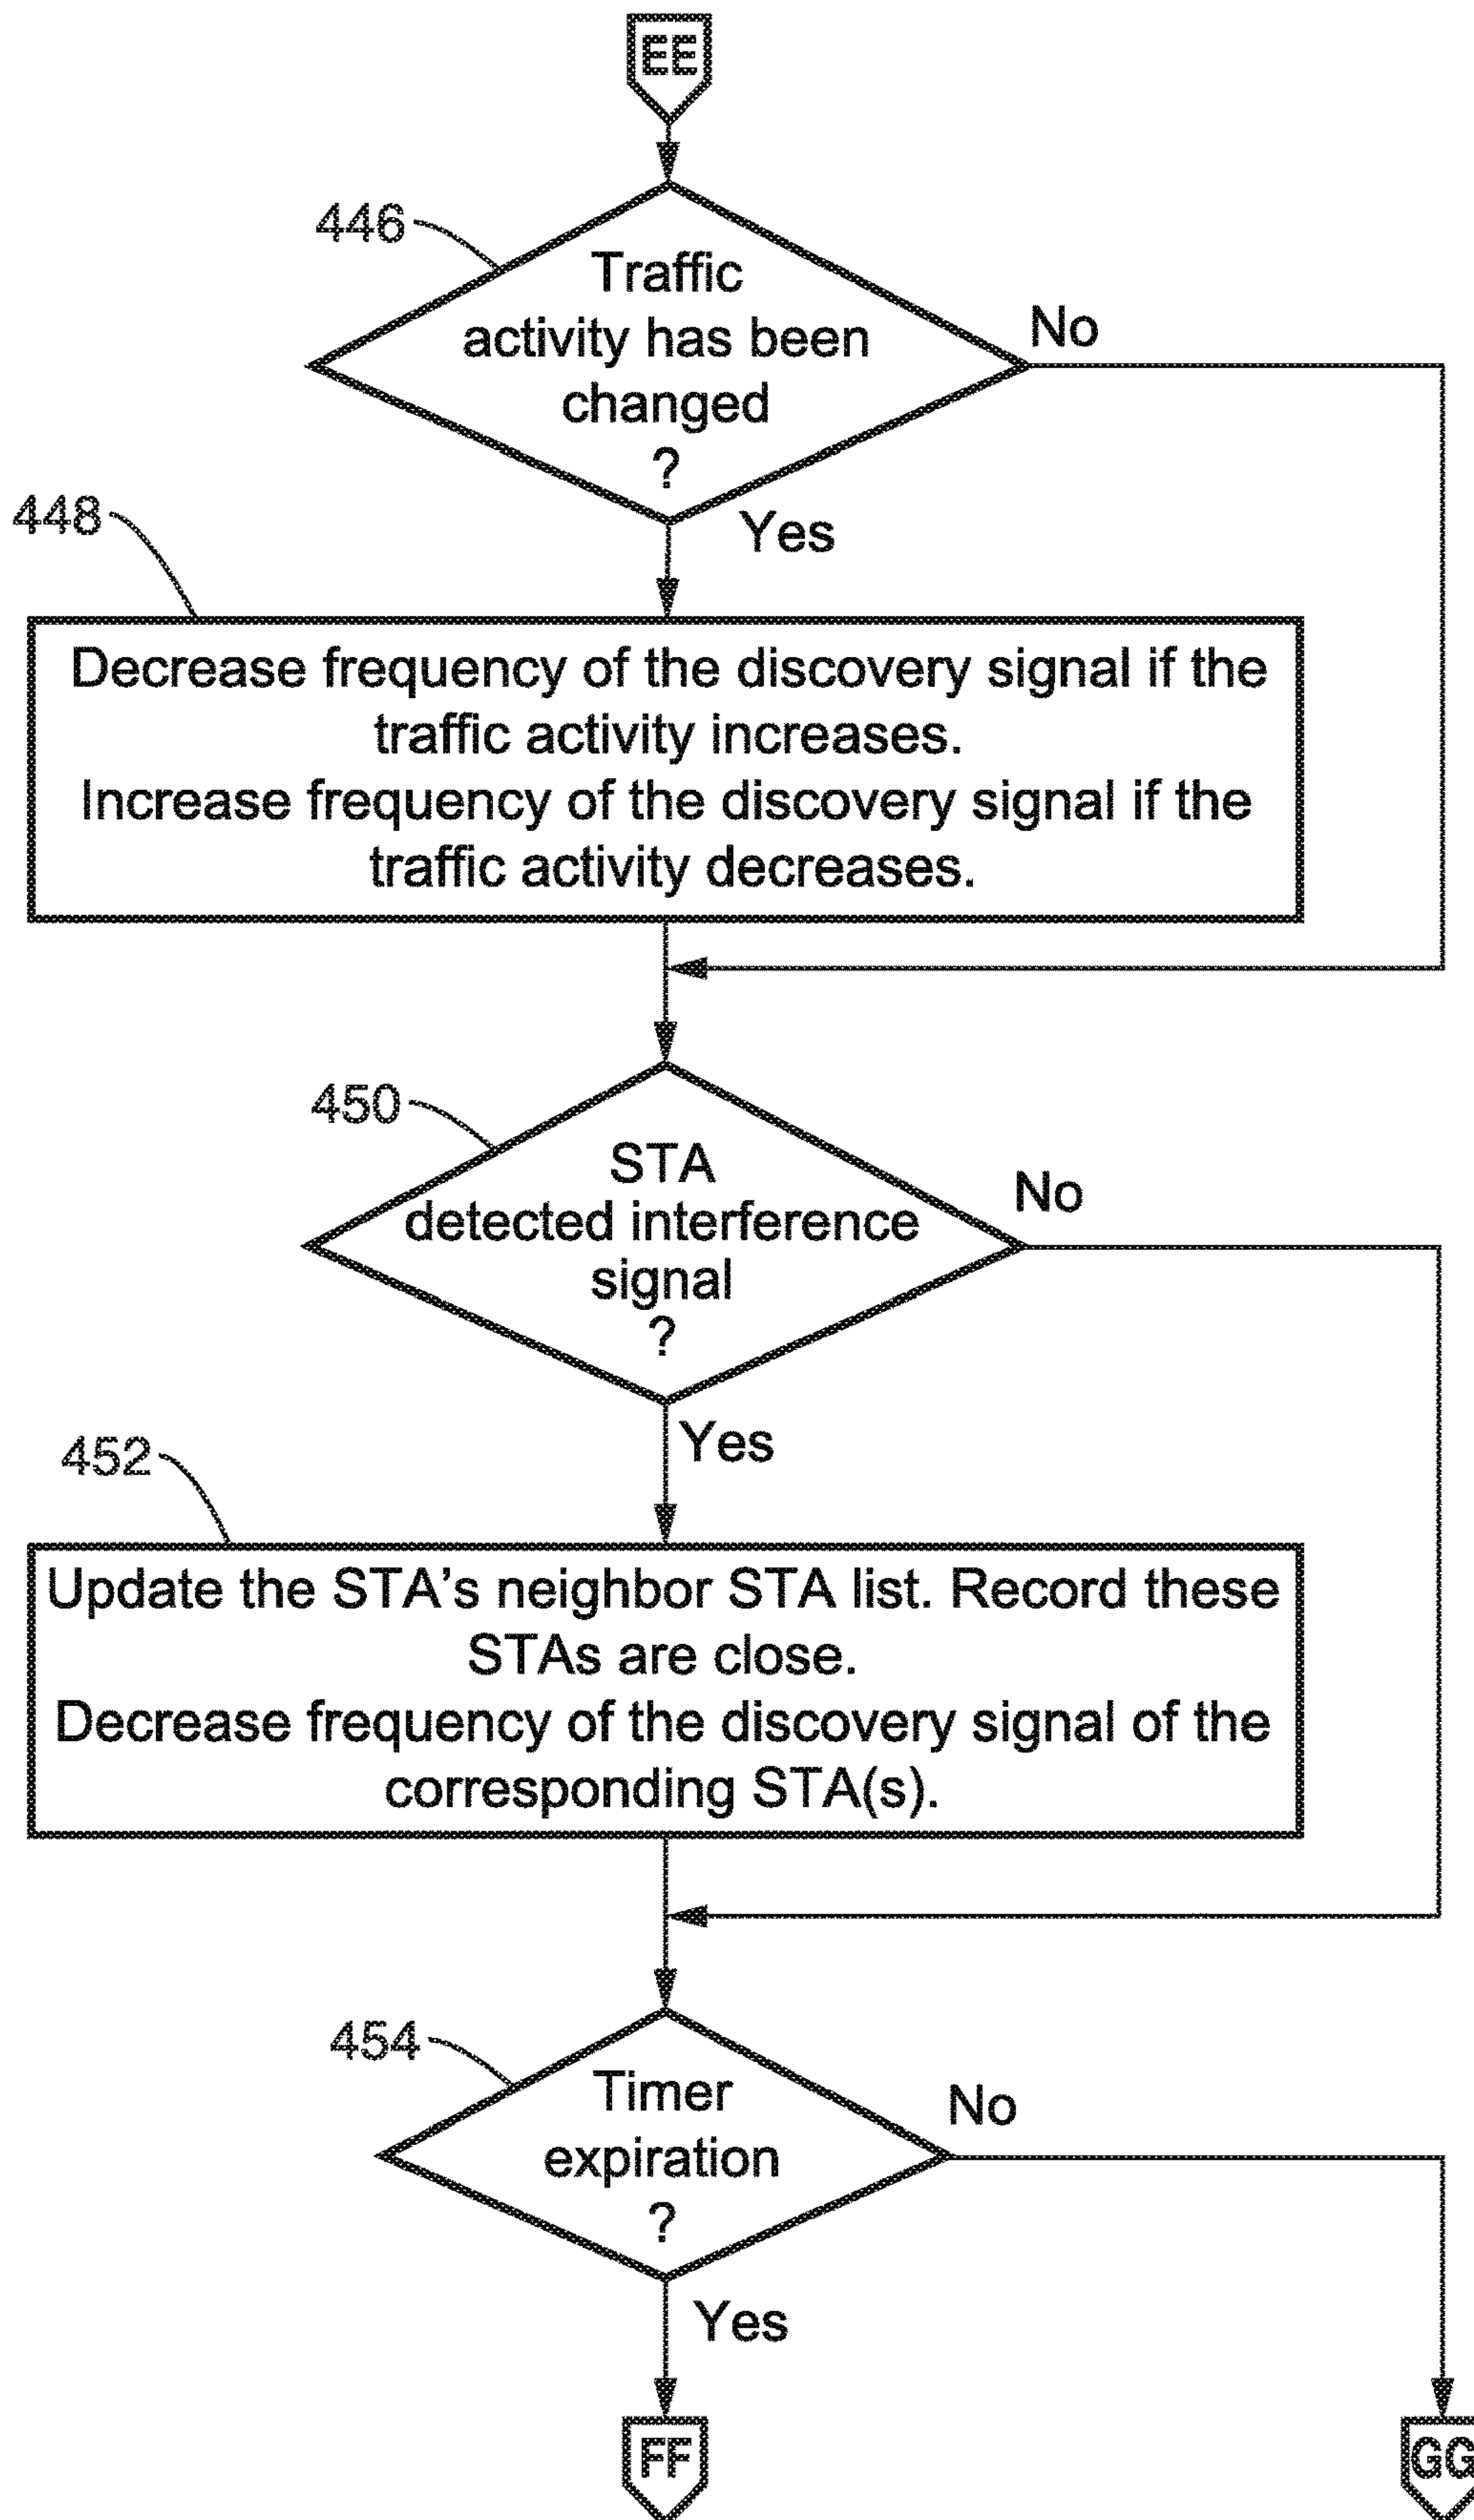 EE
446
Traffic
activity has been
changed
?
No
Yes
448
Decrease frequency of the discovery signal if the
traffic activity increases.
Increase frequency of the discovery signal if the
traffic activity decreases.
450
STA
detected interference
signal
?
No
Yes
452
Update the STA's neighbor STA list. Record these
STAs are close.
Decrease frequency of the discovery signal of the
corresponding STA(s).
454
Timer
expiration
?
No
Yes
FF
GG